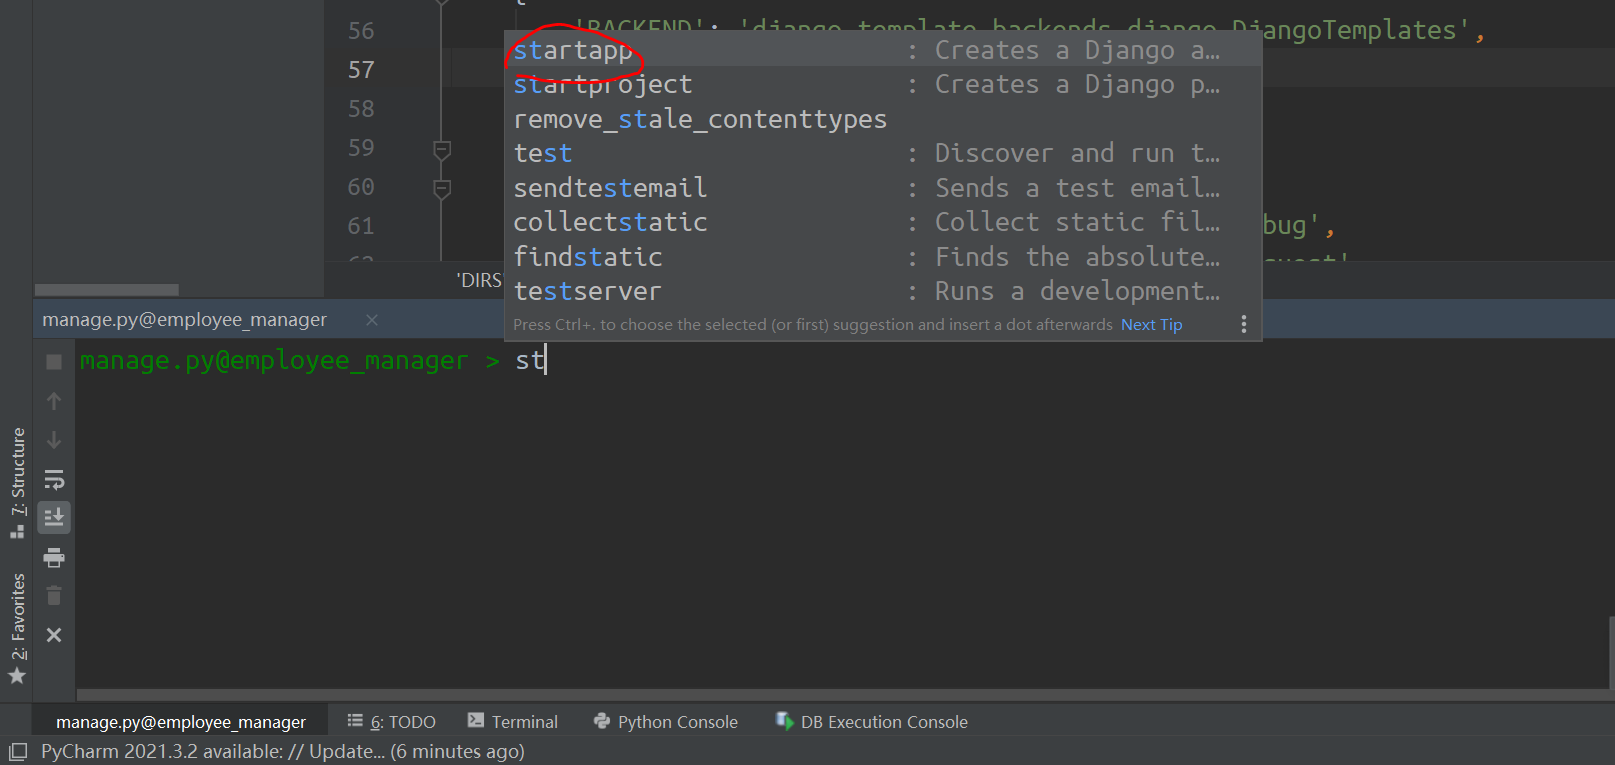 56
'BACKEND': 'django.template.backends.django.DjangoTemplates',
57
58
59
60
61
bug',
'DIRS'
startapp : Creates a Django a…
startproject : Creates a Django p…
remove_stale_contenttypes
test : Discover and run t…
sendtestemail : Sends a test email…
collectstatic : Collect static fil…
findstatic : Finds the absolute…
testserver : Runs a development…
Press Ctrl+. to choose the selected (or first) suggestion and insert a dot afterwards Next Tip
manage.py@employee_manager
manage.py@employee_manager > st
7: Structure
2: Favorites
manage.py@employee_manager 6: TODO Terminal Python Console DB Execution Console
PyCharm 2021.3.2 available: // Update... (6 minutes ago)